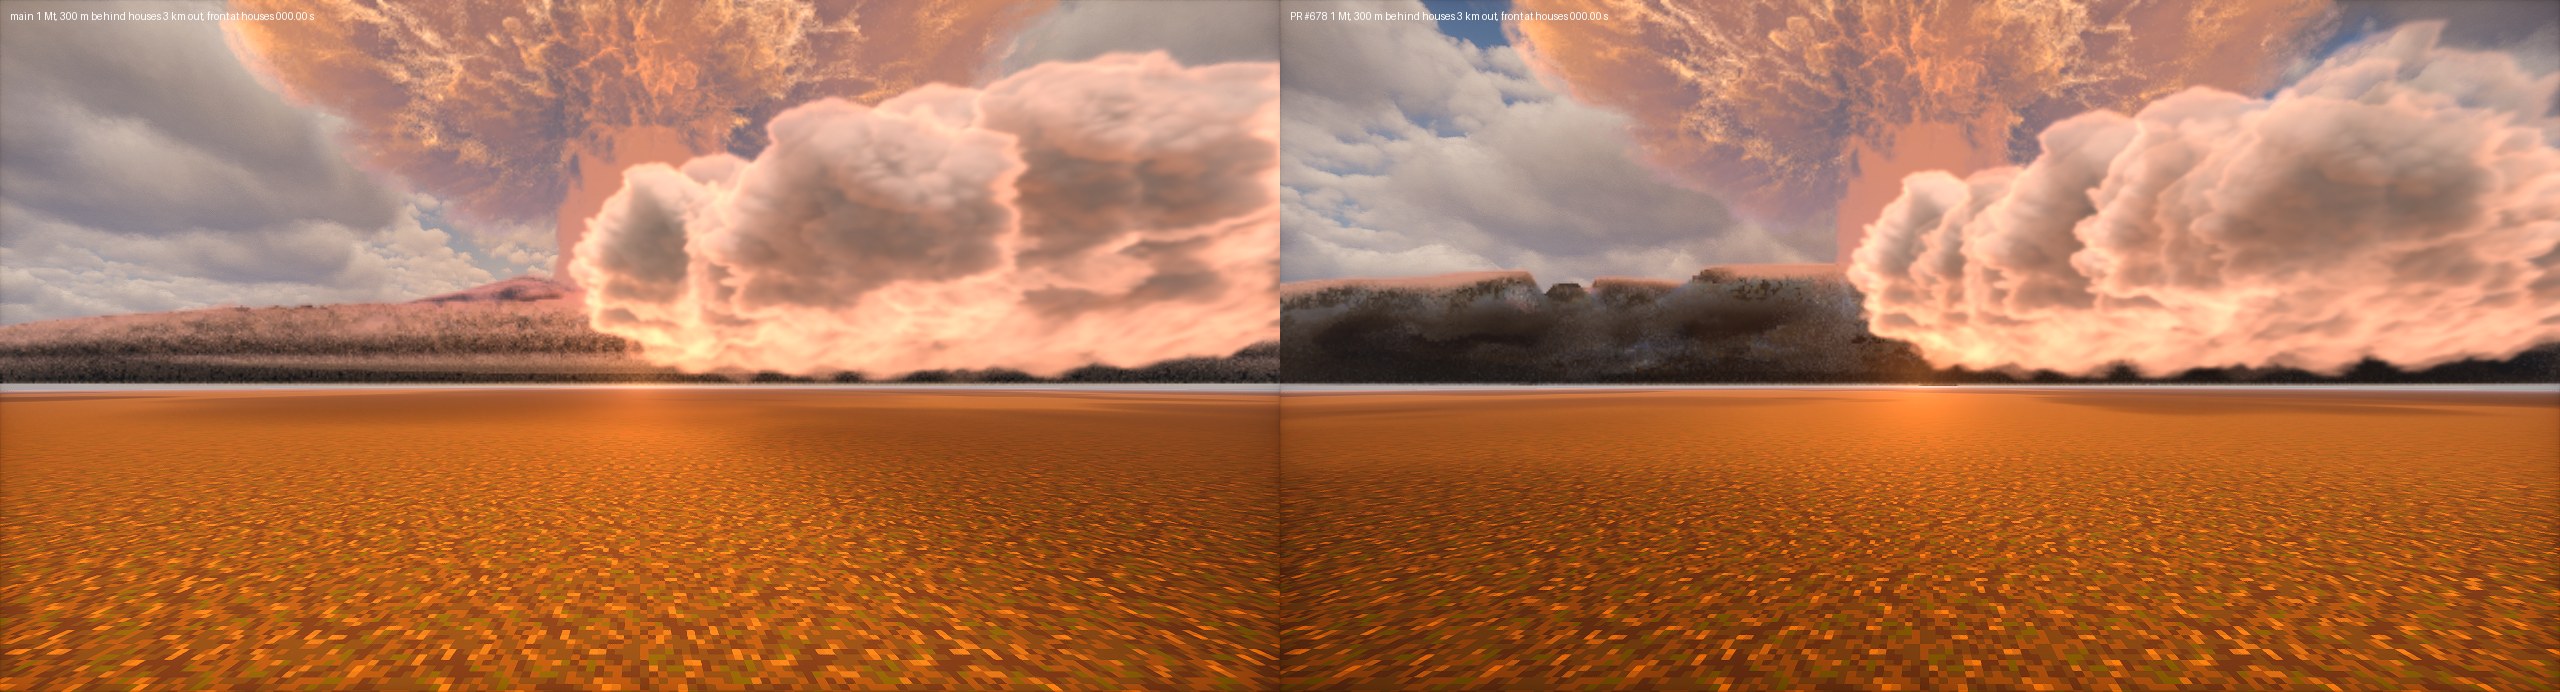 main 1 Mt, 300 m behind houses 3 km out, front at houses 000.00 s
PR #678 1 Mt, 300 m behind houses 3 km out, front at houses 000.00 s